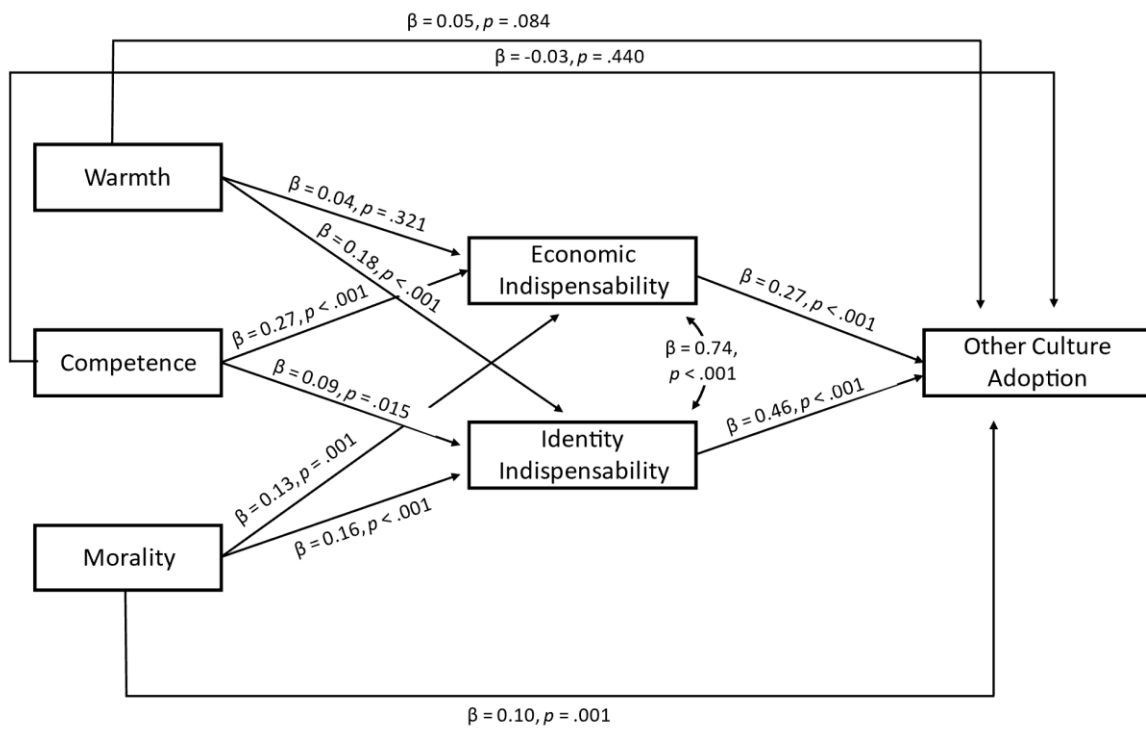 β = 0.05, p = .084
β = -0.03, p = .440
Warmth
β = 0.04, p = .321
β = 0.18, p < .001
Economic
Indispensability
β = 0.27, p < .001
β = 0.27, p < .001
Competence
β = 0.74,
p < .001
Other Culture
Adoption
β = 0.09, p = .015
β = 0.46, p < .001
Identity
Indispensability
β = 0.13, p = .001
β = 0.16, p < .001
Morality
β = 0.10, p = .001